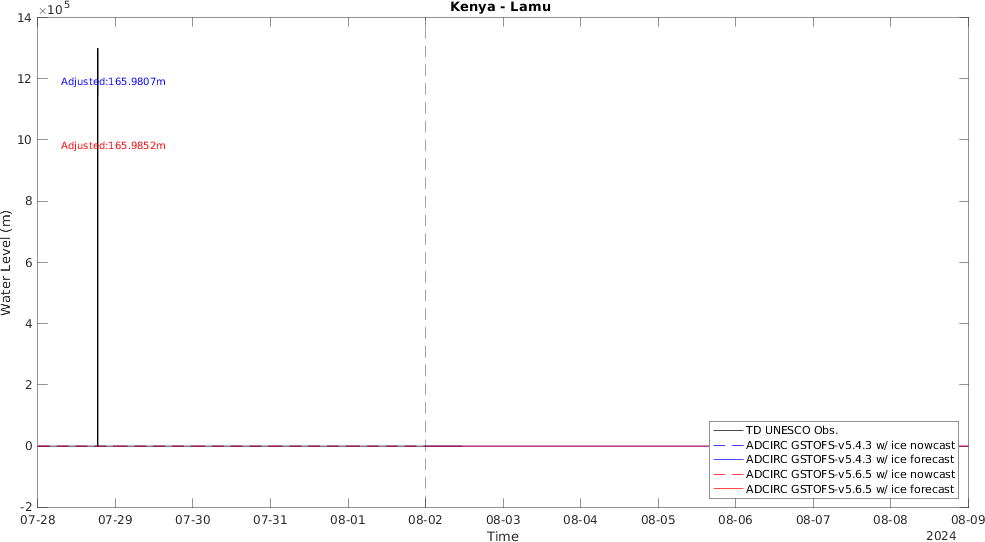 Kenya - Lamu
×10^5
14
12
10
8
6
4
2
0
-2
Water Level (m)
Adjusted:165.9807m
Adjusted:165.9852m
TD UNESCO Obs.
ADCIRC GSTOFS-v5.4.3 w/ ice nowcast
ADCIRC GSTOFS-v5.4.3 w/ ice forecast
ADCIRC GSTOFS-v5.6.5 w/ ice nowcast
ADCIRC GSTOFS-v5.6.5 w/ ice forecast
07-28 07-29 07-30 07-31 08-01 08-02 08-03 08-04 08-05 08-06 08-07 08-08 08-09
Time
2024